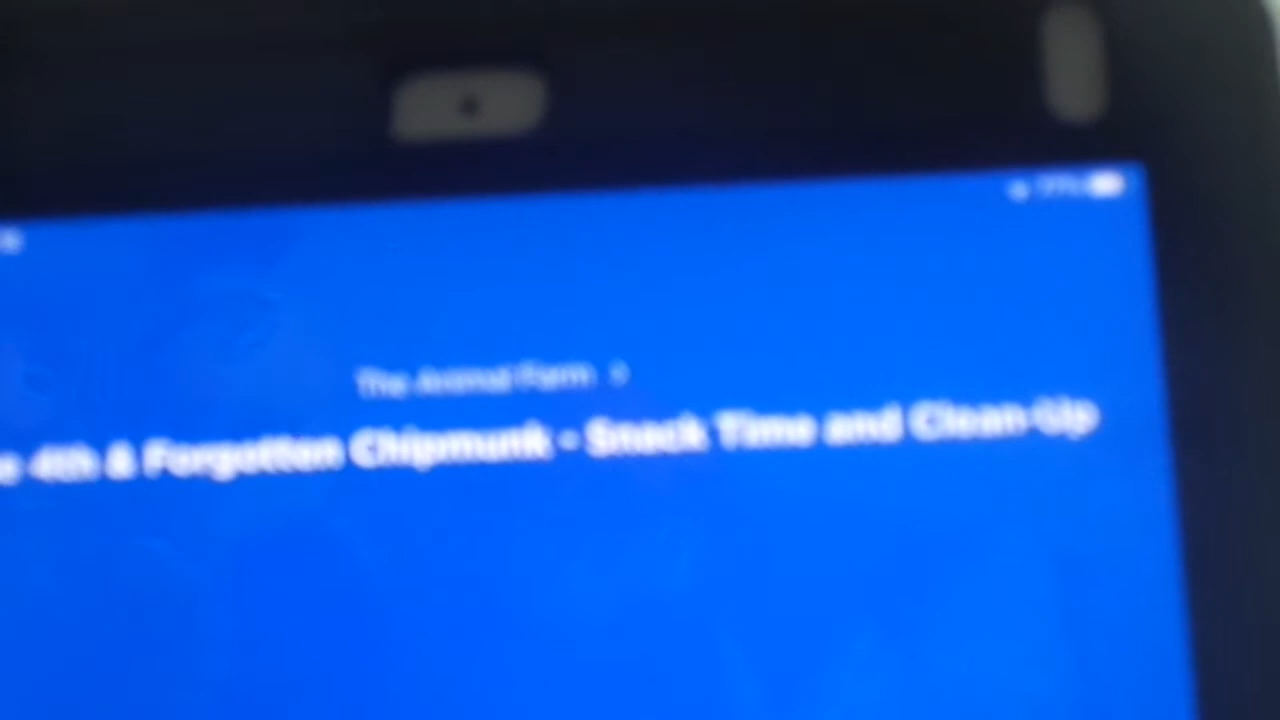 The Animal Farm >
4th & Forgotten Chipmunk - Snack Time and Clean-Up